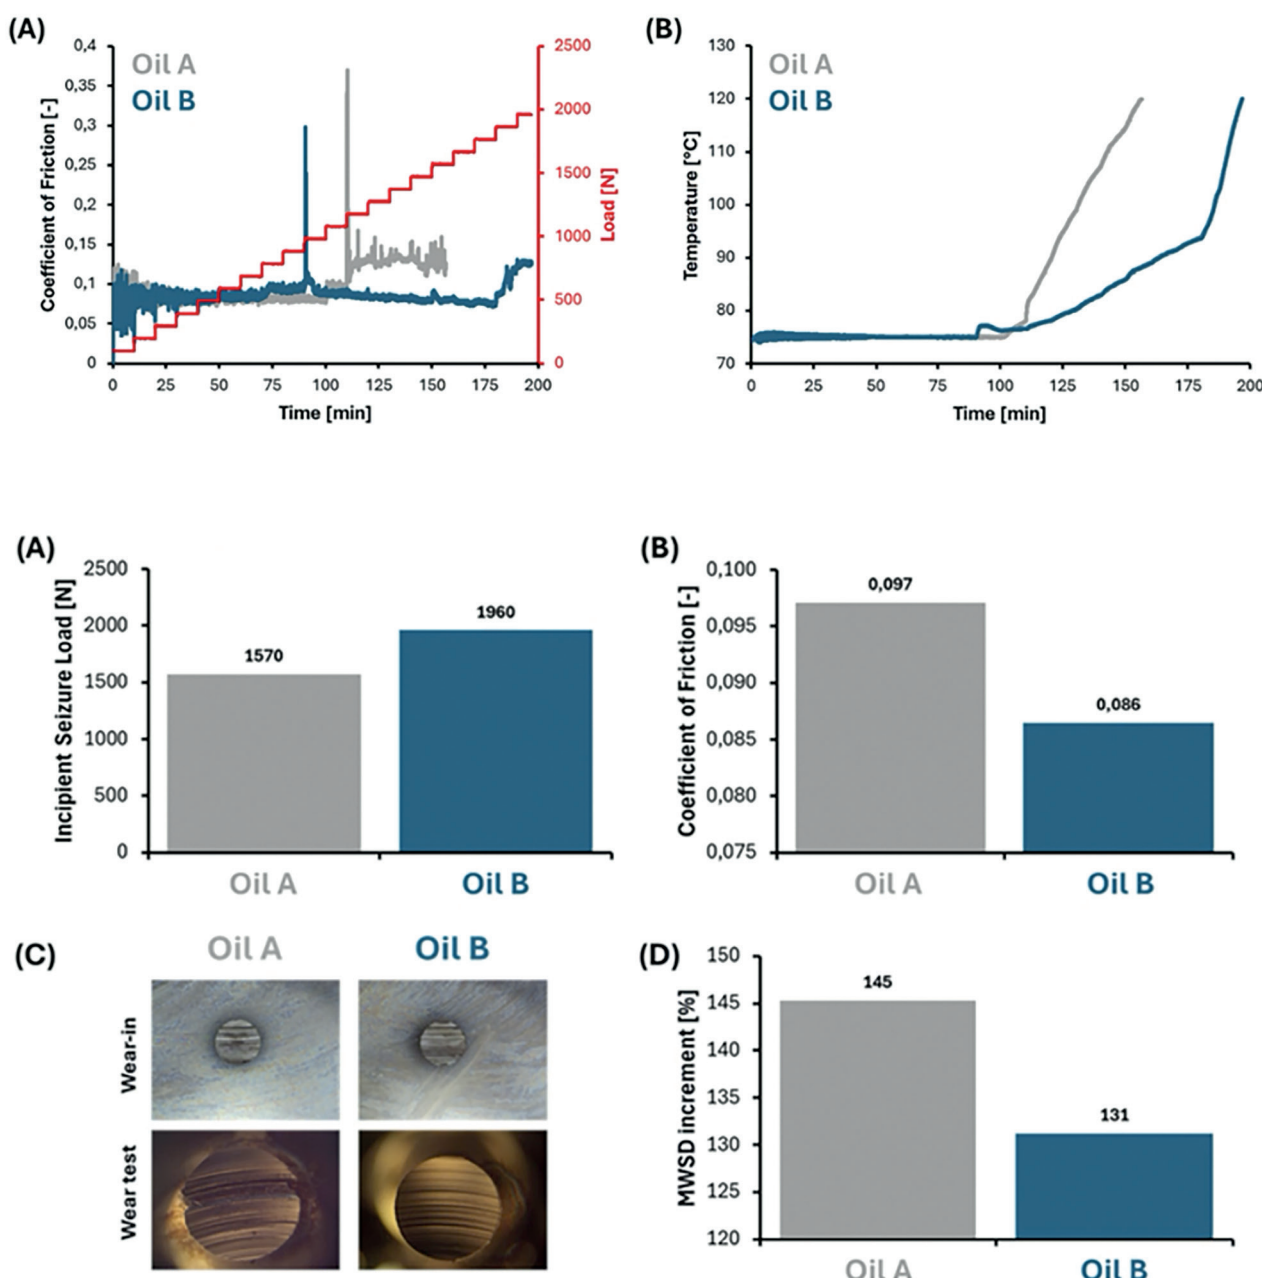 (A)
Oil A
Oil B
Coefficient of Friction [-]
0,4
0,35
0,3
0,25
0,2
0,15
0,1
0,05
0
2500
2000
1500
1000
500
0
Load [N]
0 25 50 75 100 125 150 175 200
Time [min]
(B)
Oil A
Oil B
Temperature [°C]
130
120
110
100
90
80
70
0 25 50 75 100 125 150 175 200
Time [min]
(A)
Incipient Seizure Load [N]
2500
2000
1500
1000
500
0
1570
1960
Oil A Oil B
(B)
Coefficient of Friction [-]
0,100
0,095
0,090
0,085
0,080
0,075
0,097
0,086
Oil A Oil B
(C)
Oil A Oil B
Wear-in
Wear test
(D)
MWSD increment [%]
150
145
140
135
130
125
120
145
131
Oil A Oil B